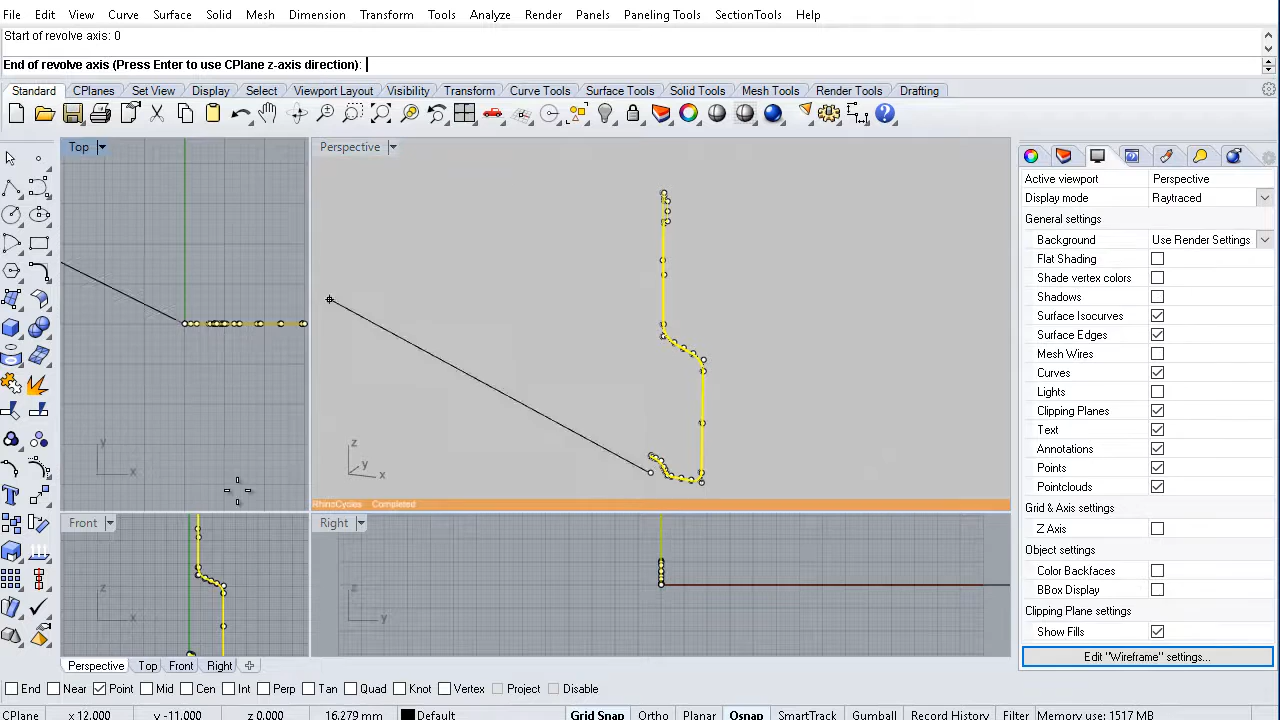 File Edit View Curve Surface Solid Mesh Dimension Transform Tools Analyze Render Panels Paneling Tools SectionTools Help
Start of revolve axis: 0
End of revolve axis (Press Enter to use CPlane z-axis direction):
Standard CPlanes Set View Display Select Viewport Layout Visibility Transform Curve Tools Surface Tools Solid Tools Mesh Tools Render Tools Drafting
Top
Perspective
Active viewport Perspective
Display mode Raytraced
General settings
Background Use Render Settings
Flat Shading
Shade vertex colors
Shadows
Surface Isocurves
Surface Edges
Mesh Wires
Curves
Lights
Clipping Planes
Text
Annotations
Points
Pointclouds
Grid & Axis settings
Z Axis
Object settings
Color Backfaces
BBox Display
Clipping Plane settings
Show Fills
Edit "Wireframe" settings...
y
x
z
y
x
RhinoCycles Completed
Front
Right
z
x
z
y
Perspective Top Front Right
End Near Point Mid Cen Int Perp Tan Quad Knot Vertex Project Disable
CPlane x 12.000 y -11.000 z 0.000 16.279 mm Default Grid Snap Ortho Planar Osnap SmartTrack Gumball Record History Filter